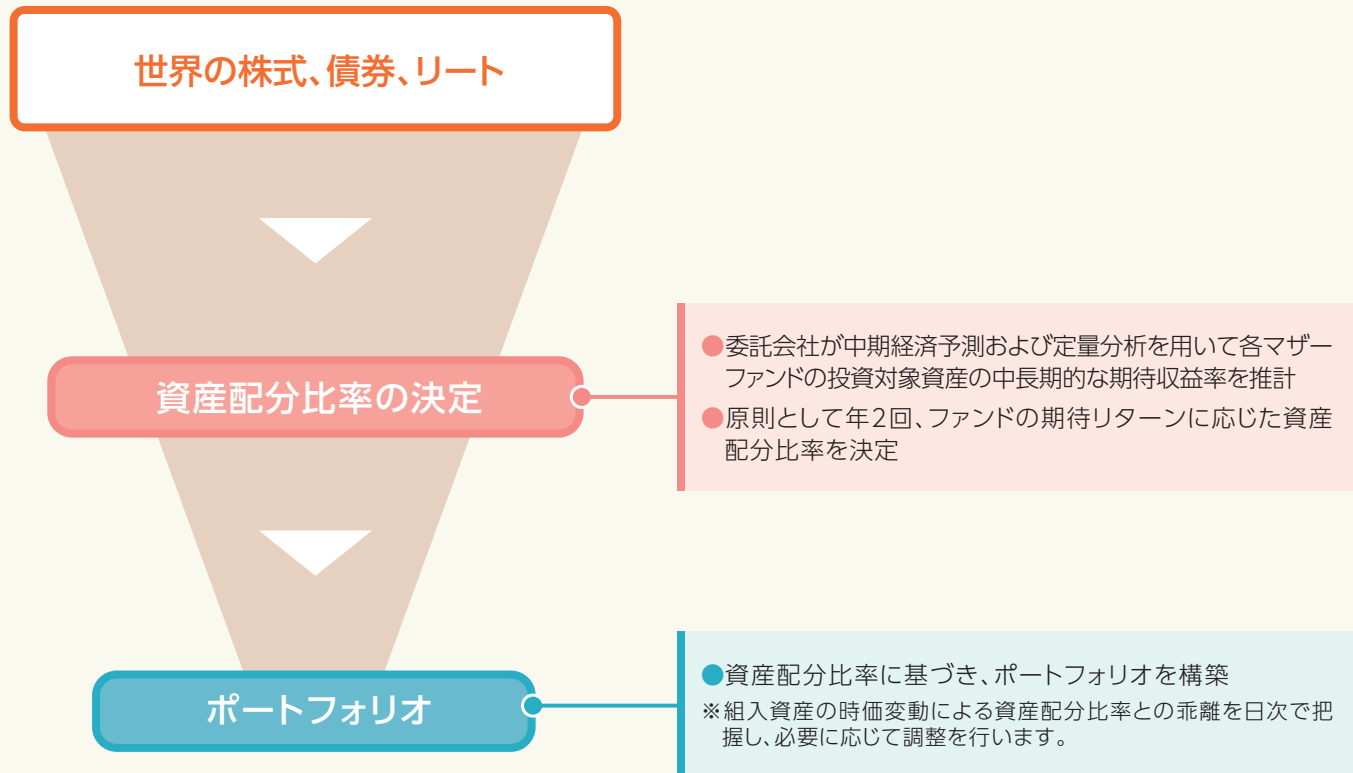 世界の株式、債券、リート
資産配分比率の決定
●委託会社が中期経済予測および定量分析を用いて各マザー
ファンドの投資対象資産の中長期的な期待収益率を推計
●原則として年2回、ファンドの期待リターンに応じた資産
配分比率を決定
ポートフォリオ
●資産配分比率に基づき、ポートフォリオを構築
※組入資産の時価変動による資産配分比率との乖離を日次で把
握し、必要に応じて調整を行います。